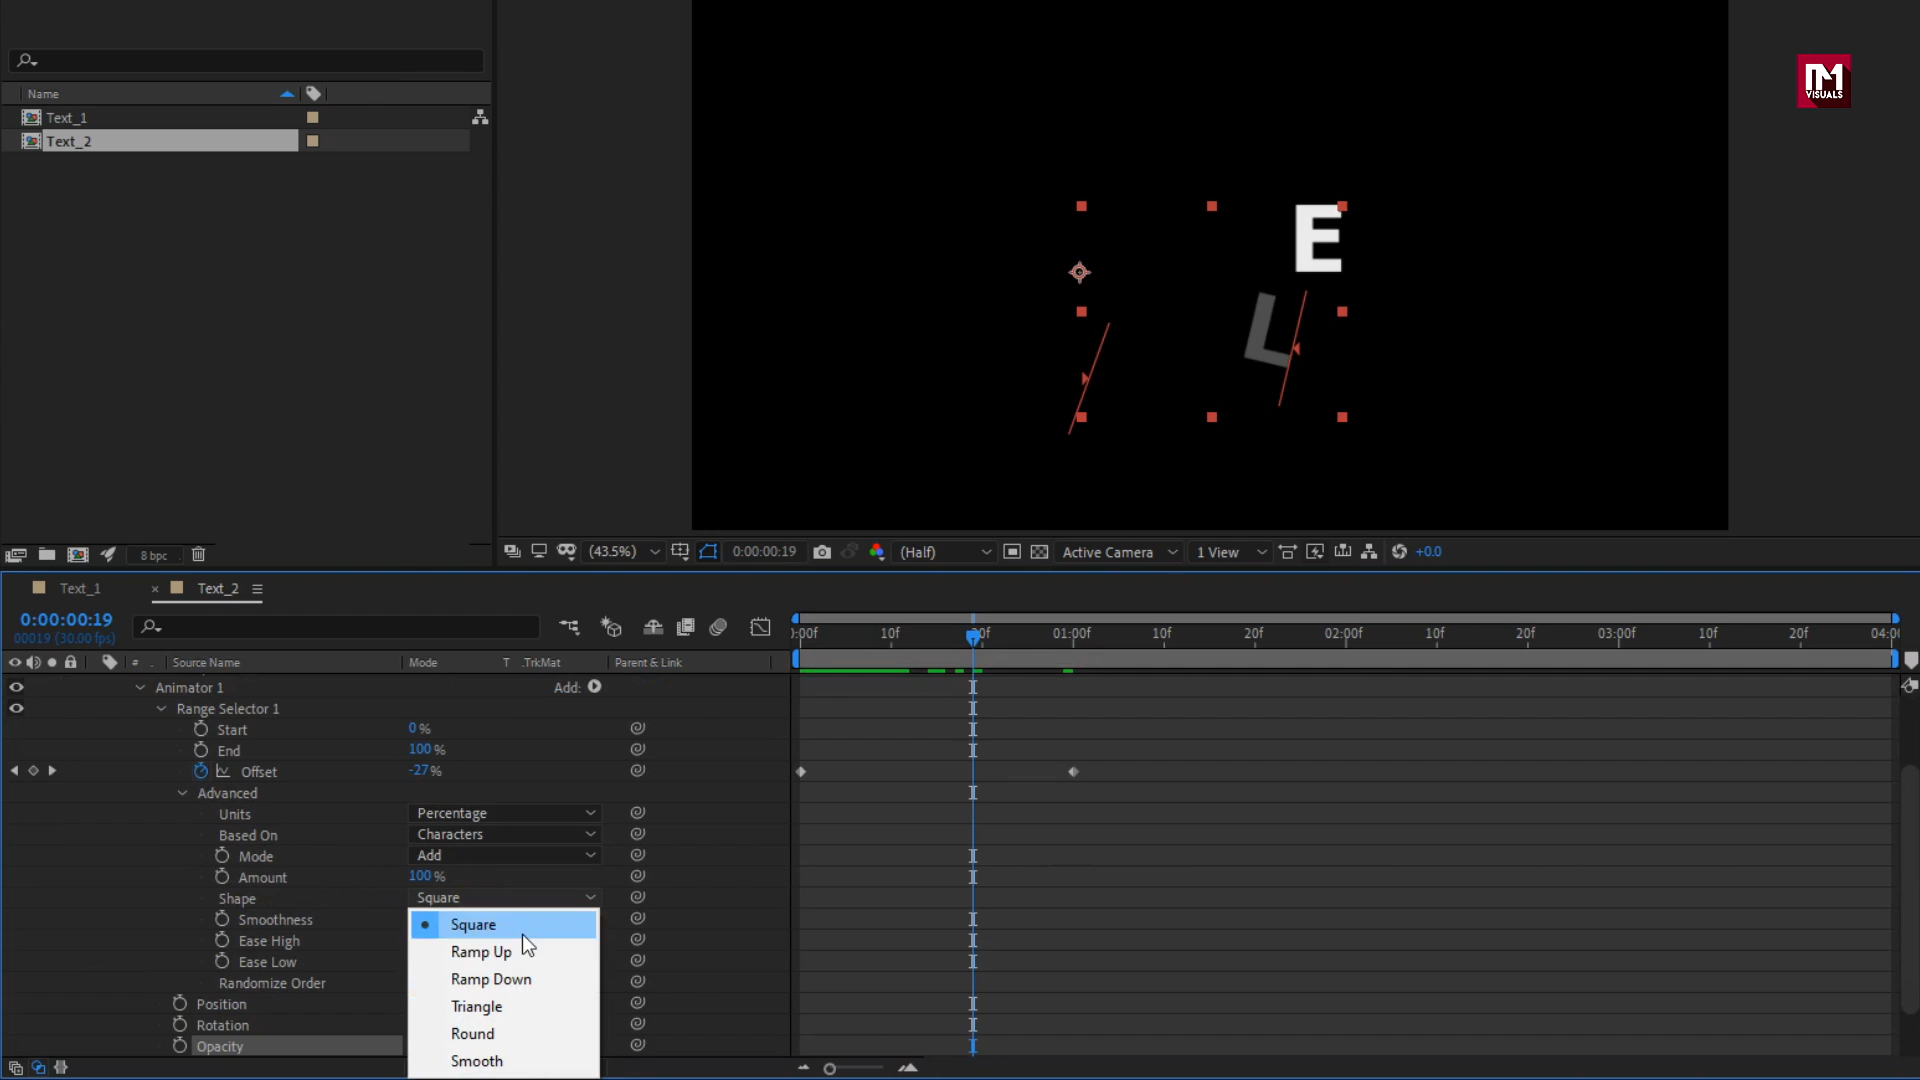 Name
Text_1
Text_2
E
L
M
VISUALS
8 bpc
(43.5%)
0:00:00:19
(Half)
Active Camera
1 View
+0.0
Text_1
× Text_2
0:00:00:19
00019 (30.00 fps)
# Source Name Mode T .TrkMat Parent & Link
):00f 10f 20f 01:00f 10f 20f 02:00f 10f 20f 03:00f 10f 20f 04:00
Animator 1 Add:
Range Selector 1
Start 0 %
End 100 %
Offset -27 %
Advanced
Units Percentage
Based On Characters
Mode Add
Amount 100 %
Shape Square
Smoothness
Ease High
Ease Low
Randomize Order
Position
Rotation
Opacity
Square
Ramp Up
Ramp Down
Triangle
Round
Smooth